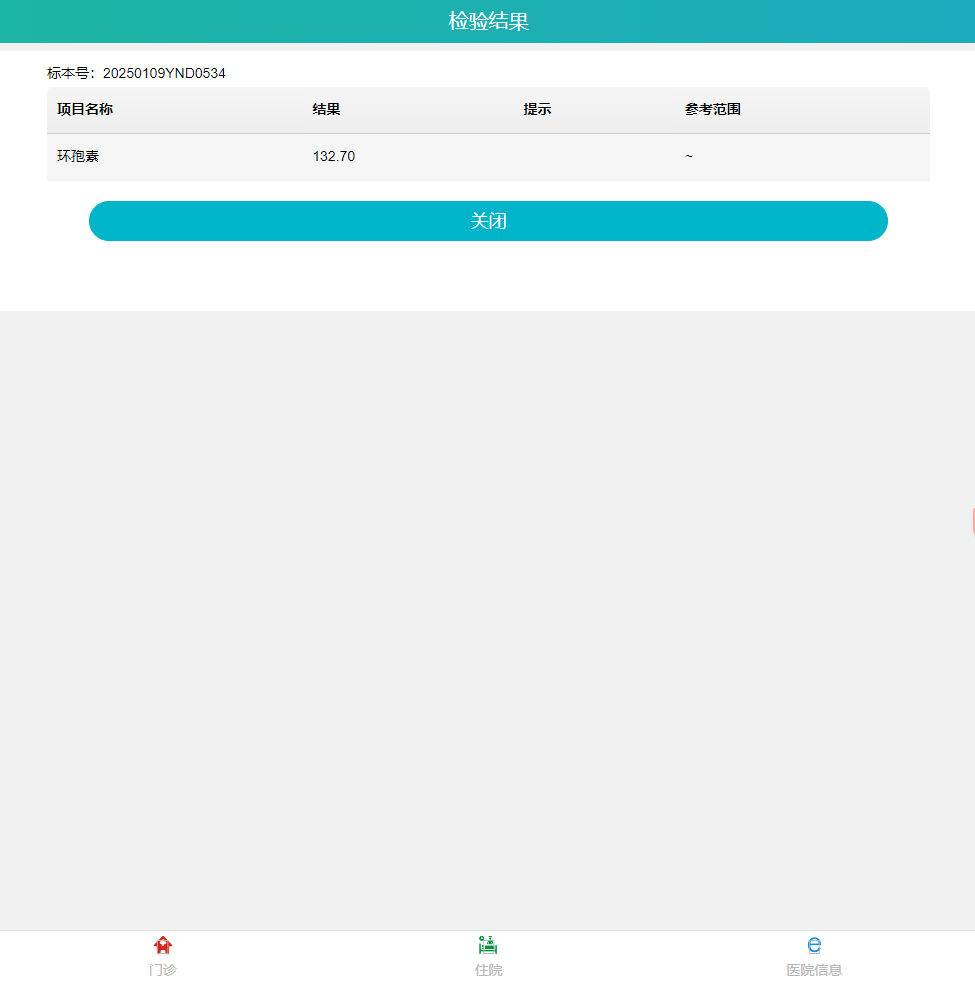 检验结果
标本号：20250109YND0534
项目名称 结果 提示 参考范围
环孢素 132.70 ~
关闭
门诊 住院 医院信息